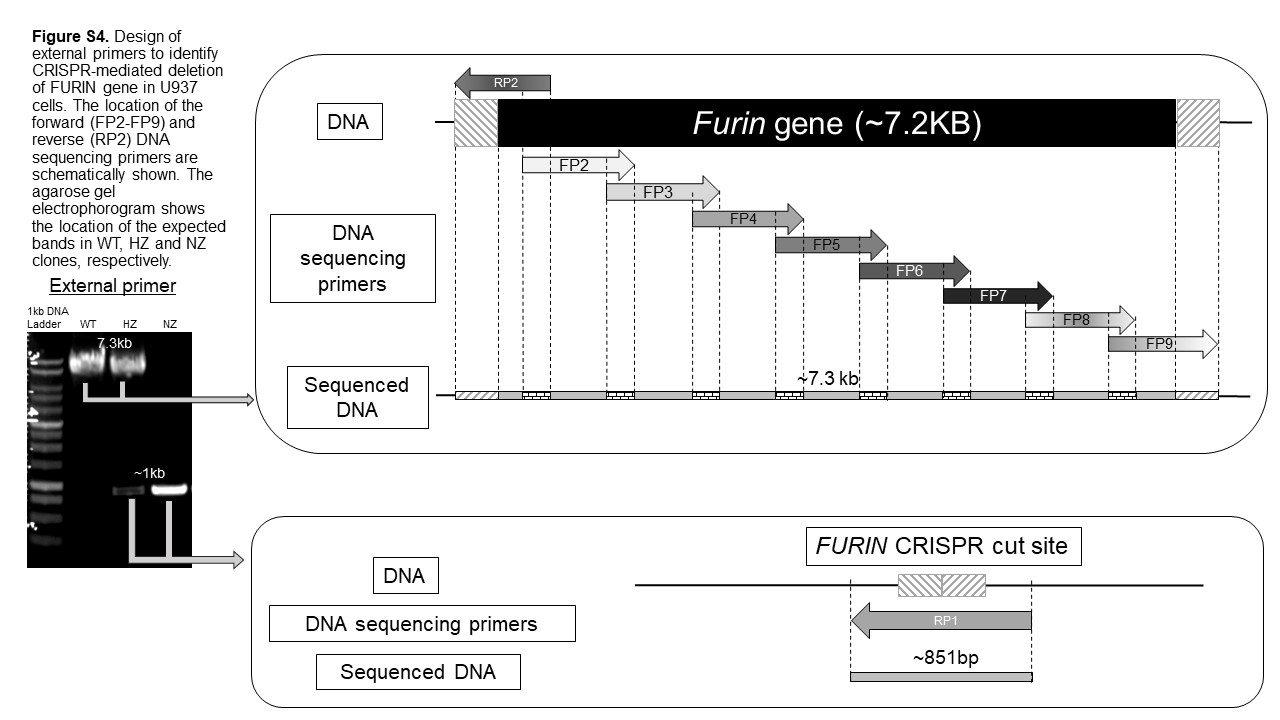 Figure S4. Design of
external primers to identify
CRISPR-mediated deletion
of FURIN gene in U937
cells. The location of the
forward (FP2-FP9) and
reverse (RP2) DNA
sequencing primers are
schematically shown. The
agarose gel
electrophorogram shows
the location of the expected
bands in WT, HZ and NZ
clones, respectively.
External primer
1kb DNA
Ladder WT HZ NZ
7.3kb
~1kb
RP2
DNA
Furin gene (~7.2KB)
FP2
FP3
FP4
FP5
FP6
FP7
FP8
FP9
DNA
sequencing
primers
Sequenced
DNA
~7.3 kb
FURIN CRISPR cut site
DNA
DNA sequencing primers
RP1
Sequenced DNA
~851bp